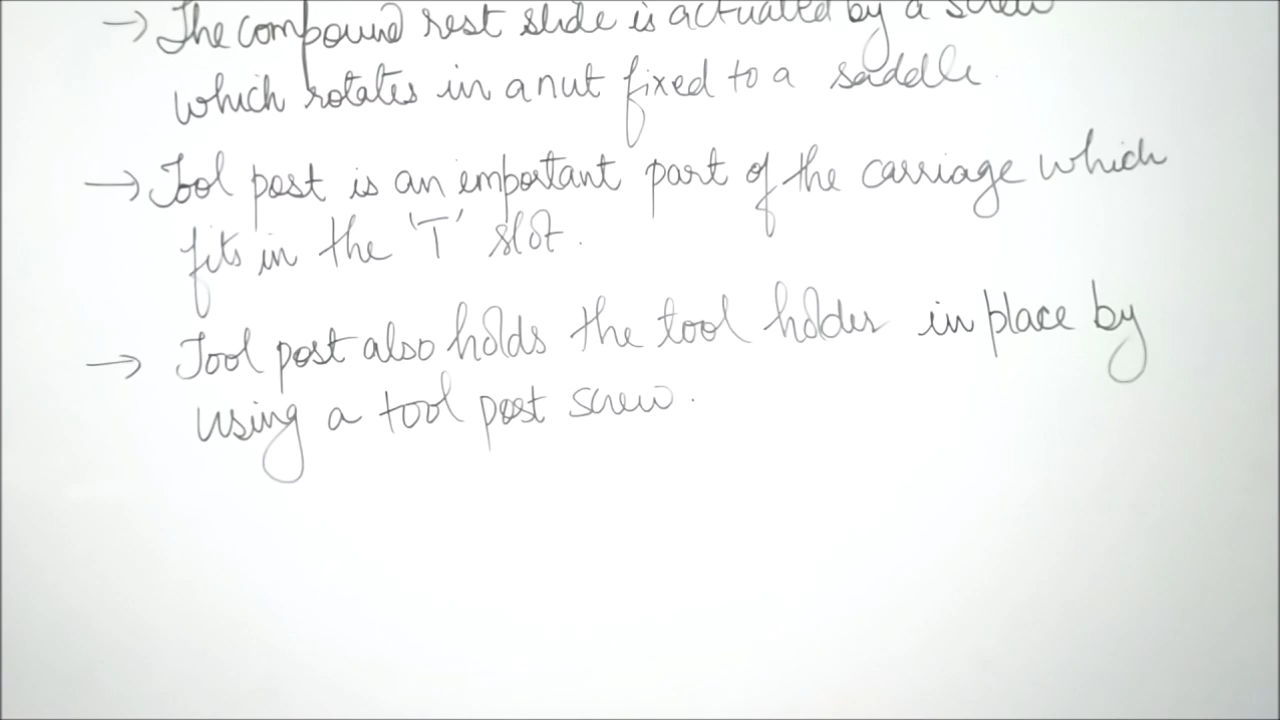 → The compound rest slide is actuated by a screw
which rotates in a nut fixed to a saddle.
→ Tool post is an important part of the carriage which
fits in the 'T' slot.
→ Tool post also holds the tool holder in place by
using a tool post screw.